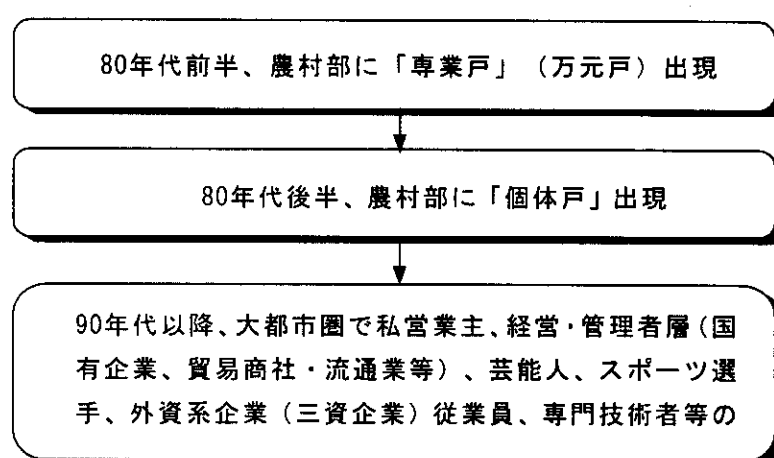 80年代前半、農村部に「専業戸」（万元戸）出現
80年代後半、農村部に「個体戸」出現
90年代以降、大都市圏で私営業主、経営・管理者層（国
有企業、貿易商社・流通業等）、芸能人、スポーツ選
手、外資系企業（三資企業）従業員、専門技術者等の